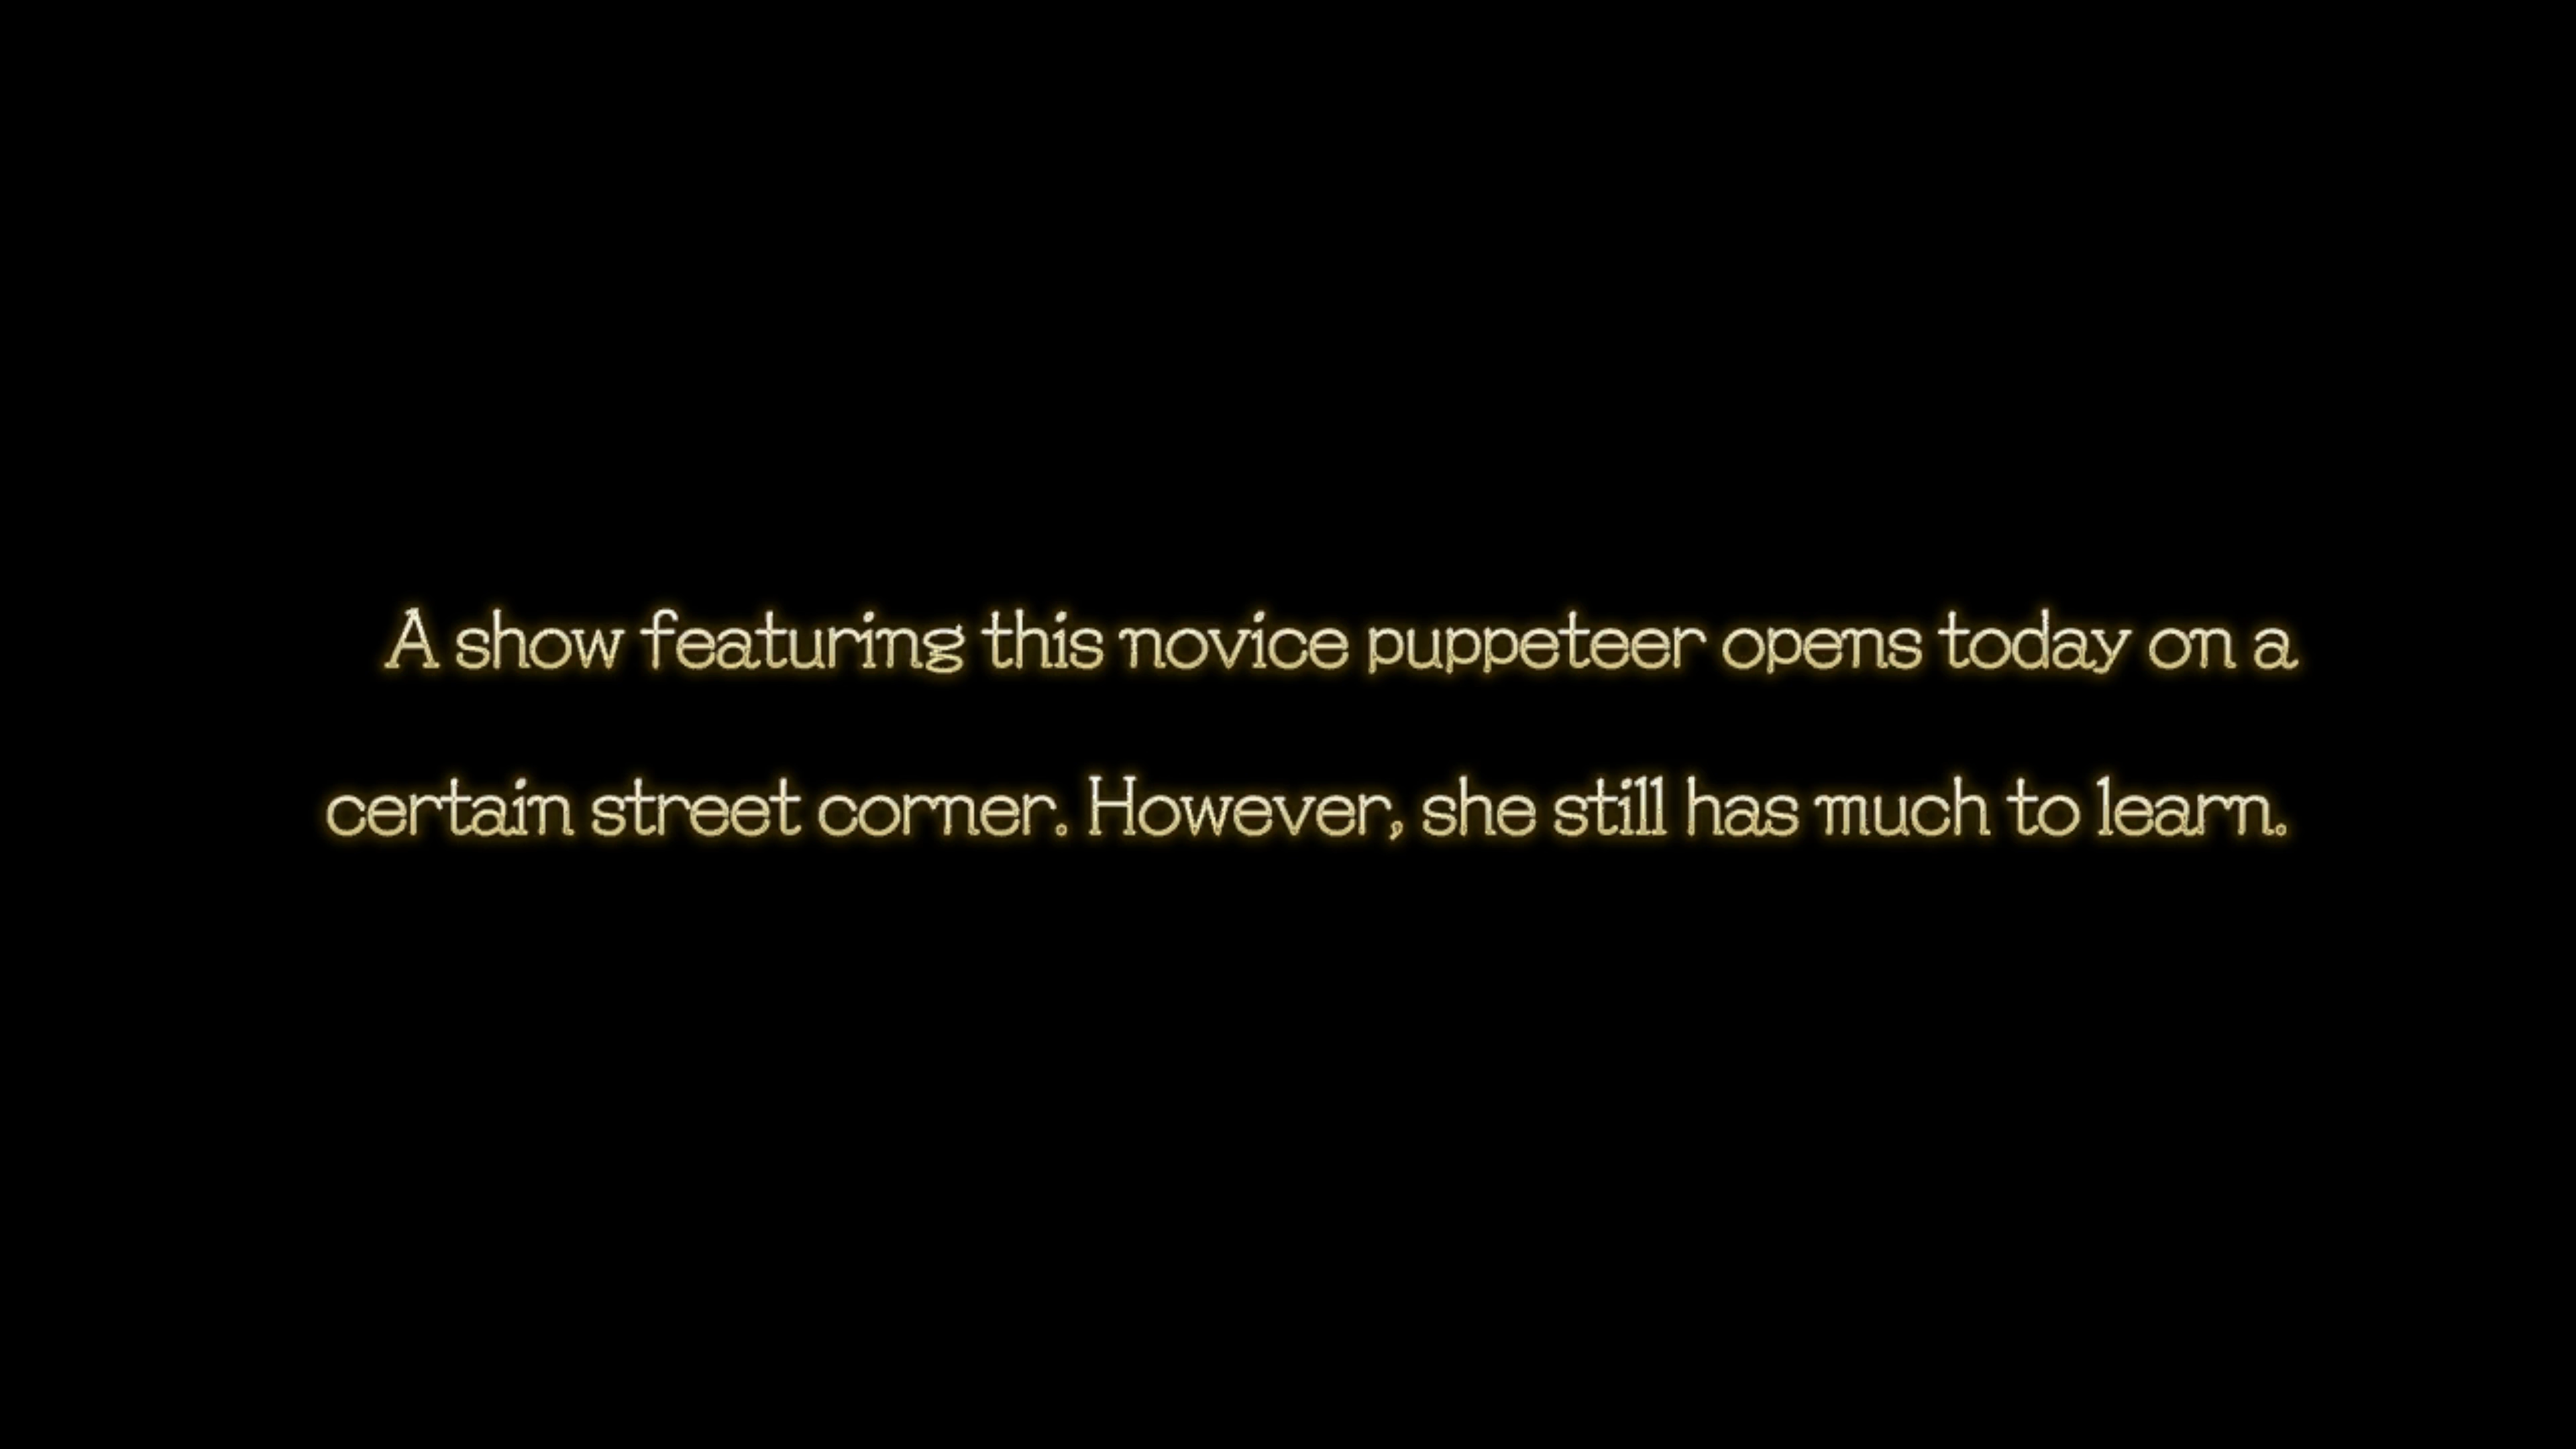 A show featuring this novice puppeteer opens today on a
certain street corner. However, she still has much to learn.